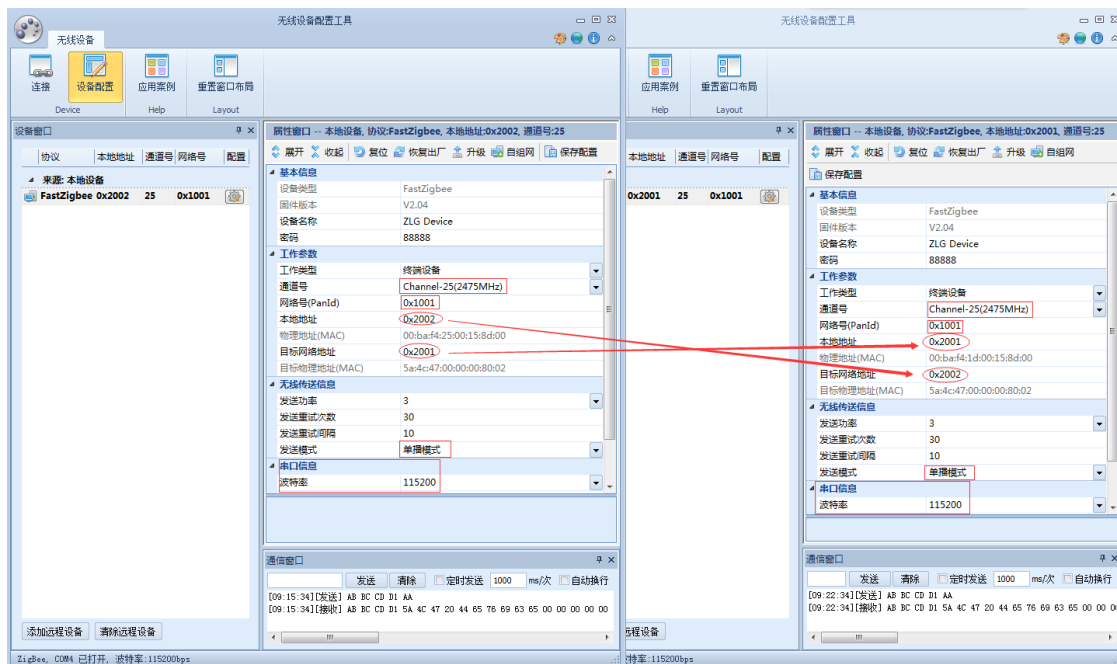 无线设备配置工具
无线设备
连接
设备配置
应用案例
重置窗口布局
Device
Help
Layout
设备窗口
协议 本地地址 通道号 网络号 配置
来源: 本地设备
FastZigbee 0x2002 25 0x1001
添加远程设备 清除远程设备
ZigBee, COM4 已打开, 波特率:115200bps
属性窗口 -- 本地设备, 协议:FastZigbee, 本地地址:0x2002, 通道号:25
展开 收起 复位 恢复出厂 升级 自组网 保存配置
基本信息
设备类型 FastZigbee
固件版本 V2.04
设备名称 ZLG Device
密码 88888
工作参数
工作类型 终端设备
通道号 Channel-25(2475MHz)
网络号(PanId) 0x1001
本地地址 0x2002
物理地址(MAC) 00:ba:f4:25:00:15:8d:00
目标网络地址 0x2001
目标物理地址(MAC) 5a:4c:47:00:00:00:80:02
无线传送信息
发送功率 3
发送重试次数 30
发送重试间隔 10
发送模式 单播模式
串口信息
波特率 115200
通信窗口
发送 清除 定时发送 1000 ms/次 自动换行
[09:15:34][发送] AB BC CD D1 AA
[09:15:34][接收] AB BC CD D1 5A 4C 47 20 44 65 76 69 63 65 00 00 00 00 00
无线设备配置工具
应用案例
重置窗口布局
Help
Layout
本地地址 通道号 网络号 配置
0x2001 25 0x1001
程设备
特率:115200bps
属性窗口 -- 本地设备, 协议:FastZigbee, 本地地址:0x2001, 通道号:25
展开 收起 复位 恢复出厂 升级 自组网
保存配置
基本信息
设备类型 FastZigbee
固件版本 V2.04
设备名称 ZLG Device
密码 88888
工作参数
工作类型 终端设备
通道号 Channel-25(2475MHz)
网络号(PanId) 0x1001
本地地址 0x2001
物理地址(MAC) 00:ba:f4:1d:00:15:8d:00
目标网络地址 0x2002
目标物理地址(MAC) 5a:4c:47:00:00:00:80:02
无线传送信息
发送功率 3
发送重试次数 30
发送重试间隔 10
发送模式 单播模式
串口信息
波特率 115200
通信窗口
发送 清除 定时发送 1000 ms/次 自动换行
[09:22:34][发送] AB BC CD D1 AA
[09:22:34][接收] AB BC CD D1 5A 4C 47 20 44 65 76 69 63 65 00 00 00